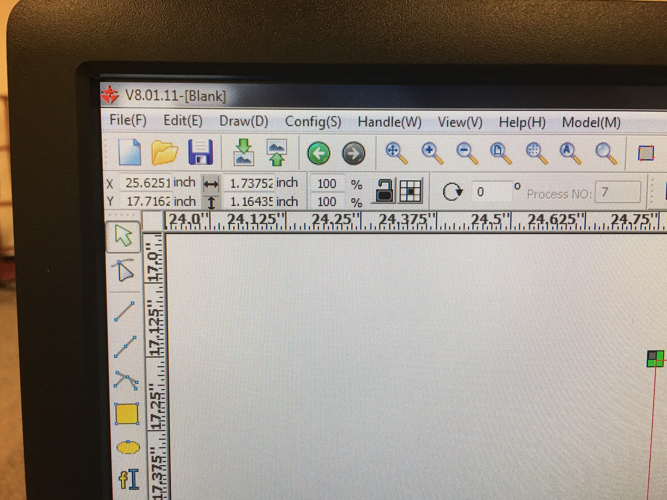 V8.01.11-[Blank]
File(F) Edit(E) Draw(D) Config(S) Handle(W) View(V) Help(H) Model(M)
X 25.6251 inch 1.73752 inch 100 % 0 ° Process NO: 7
Y 17.7162 inch 1.16435 inch 100 %
24.0" 24.125" 24.25" 24.375" 24.5" 24.625" 24.75"
17.0"
17.125"
17.25"
17.375"